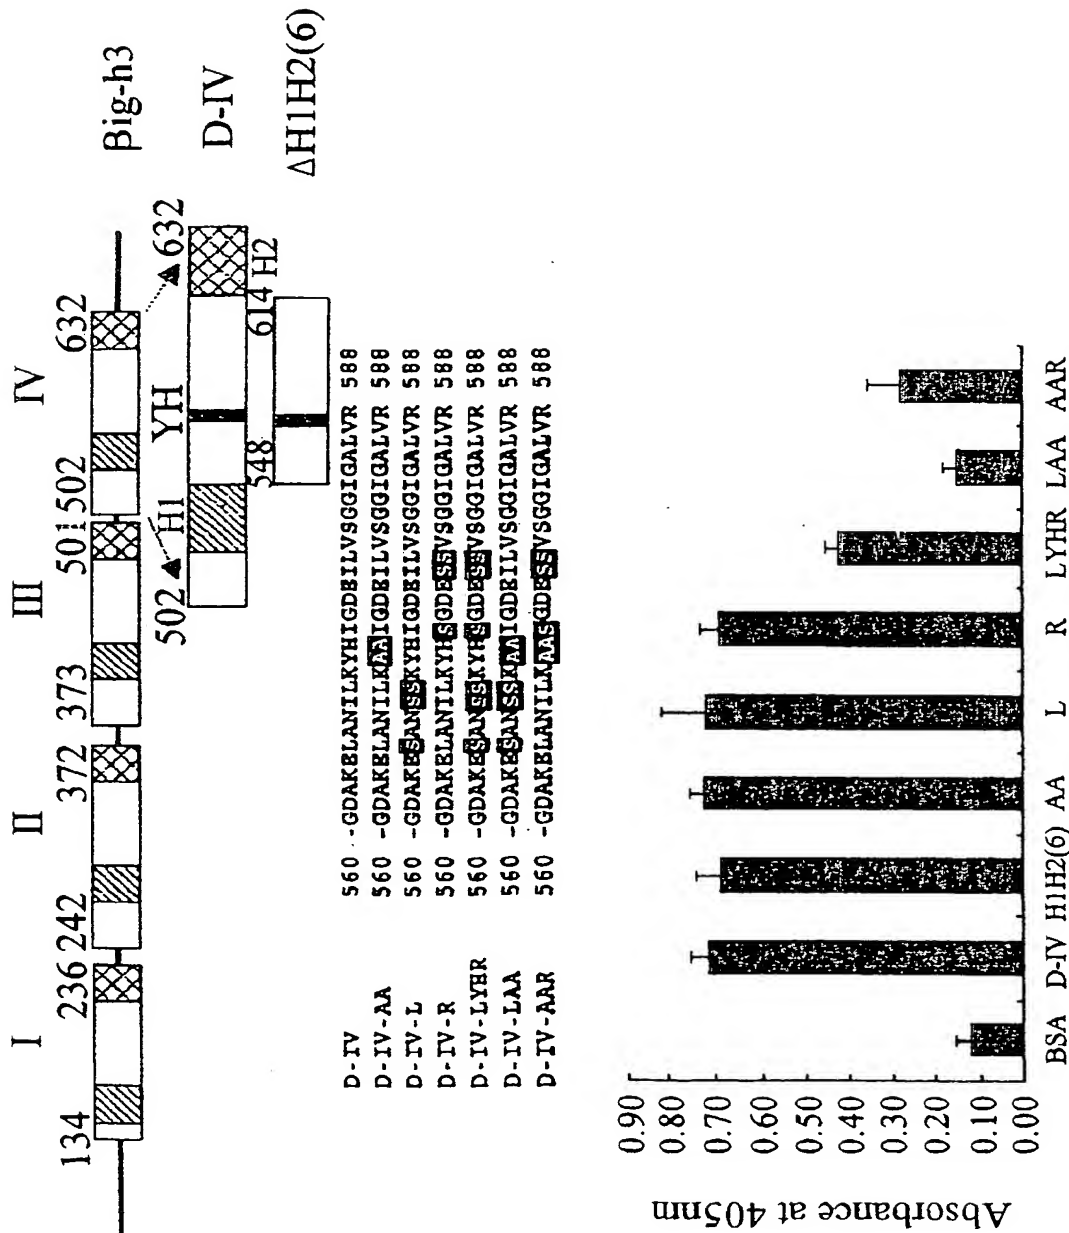 I II III IV
134 236 242 372 373 501 502 632
βig-h3
502 H1 YH 632
D-IV
548 614 H2
ΔH1H2(6)
D-IV 560 -GDAKELANILKYHIGDEILVSGGIGALVR 588
D-IV-AA 560 -GDAKELANILKAAIGDEILVSGGIGALVR 588
D-IV-L 560 -GDAKESANSSKYHIGDEILVSGGIGALVR 588
D-IV-R 560 -GDAKELANILKYHSGDESSVSGGIGALVR 588
D-IV-LYHR 560 -GDAKESANSSKYHSGDESSVSGGIGALVR 588
D-IV-LAA 560 -GDAKESANSSKAAIGDEILVSGGIGALVR 588
D-IV-AAR 560 -GDAKELANILKAASGDESSVSGGIGALVR 588
Absorbance at 405nm
0.90
0.80
0.70
0.60
0.50
0.40
0.30
0.20
0.10
0.00
BSA D-IV H1H2(6) AA L R LYHR LAA AAR